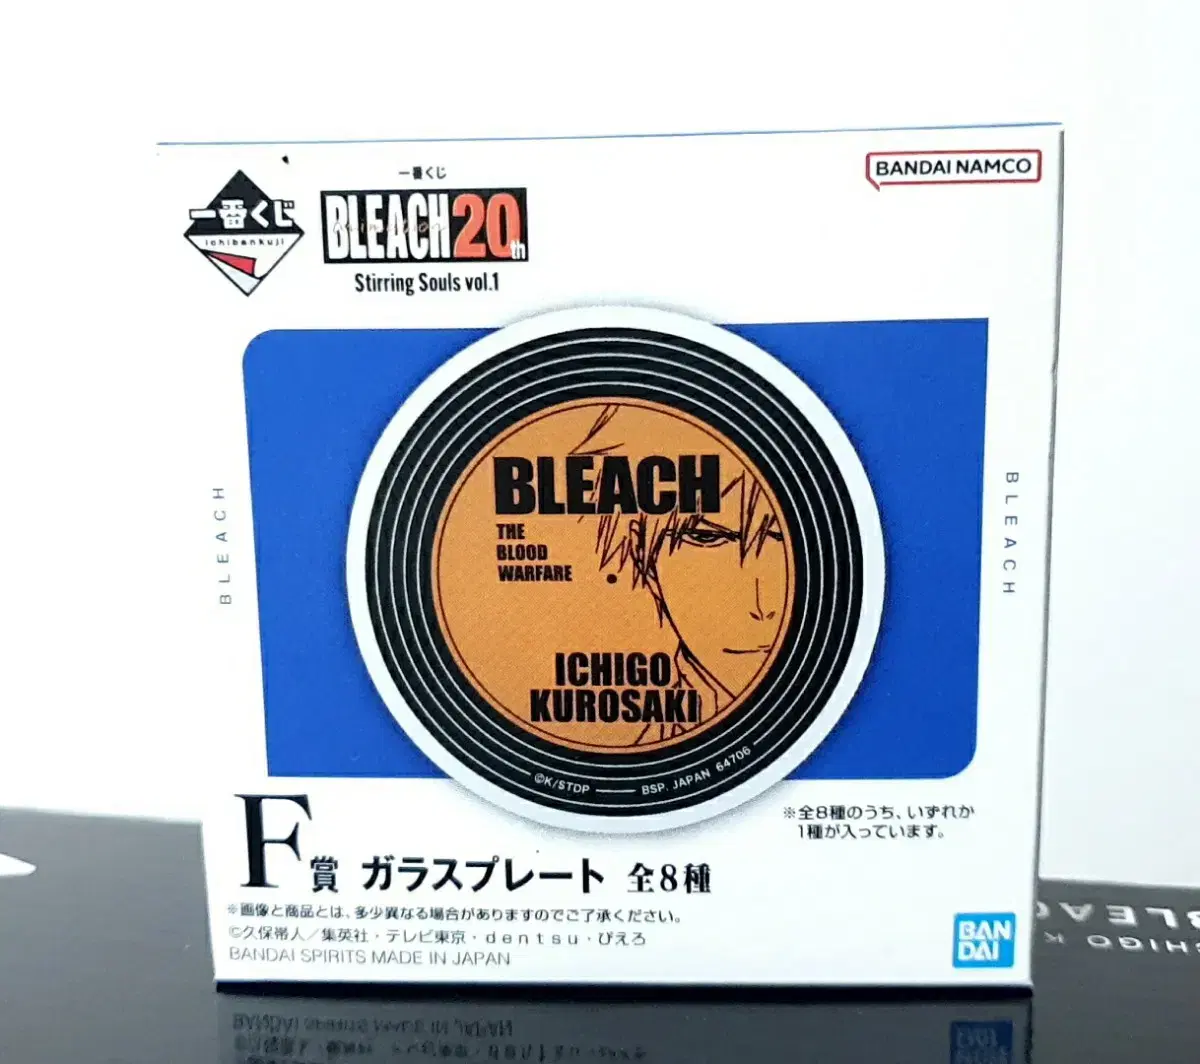 一番くじ
ichibankuji
一番くじ
BLEACH 20th
animation
Stirring Souls vol.1
BANDAI NAMCO
BLEACH
BLEACH
BLEACH
THE
BLOOD
WARFARE
ICHIGO
KUROSAKI
©K/STDP
BSP. JAPAN 64706
※全8種のうち、いずれか
1種が入っています。
F賞 ガラスプレート 全8種
※画像と商品とは、多少異なる場合がありますのでご了承ください。
©久保帯人/集英社・テレビ東京・dentsu・ぴえろ
BANDAI SPIRITS MADE IN JAPAN
BAN
DAI